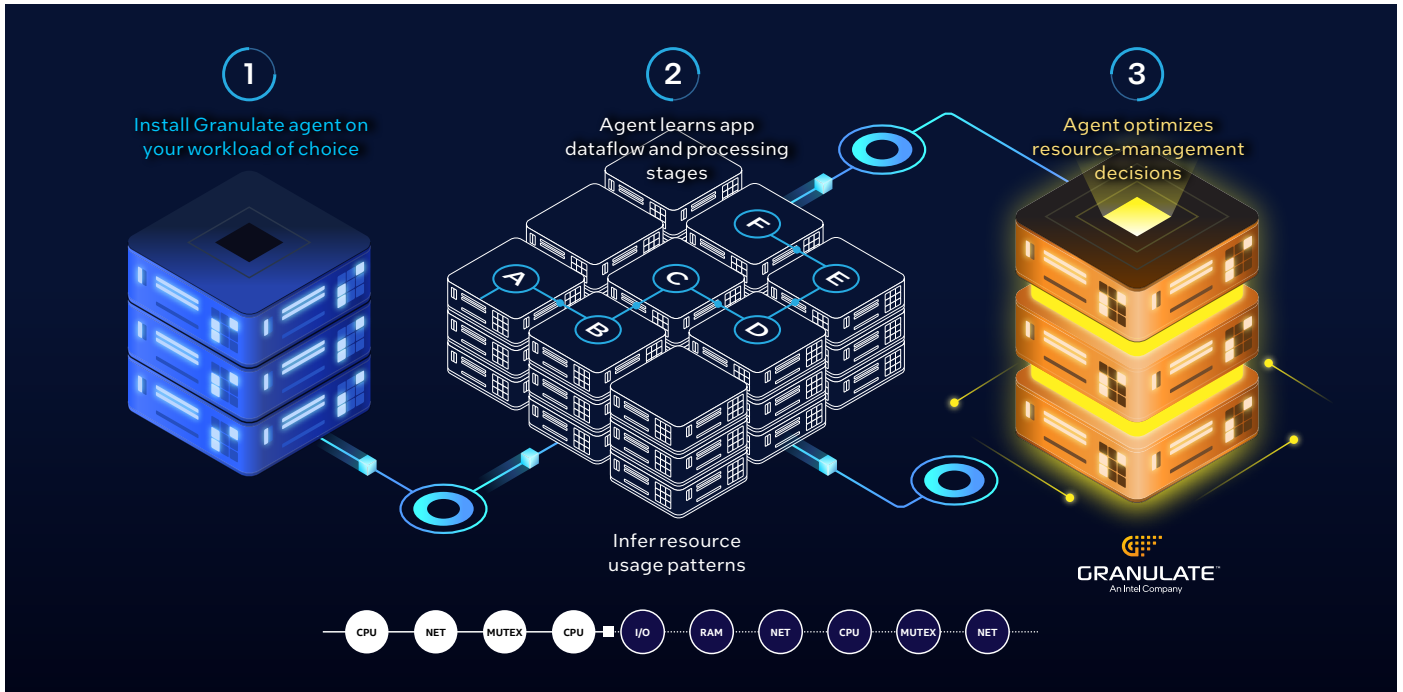 1
Install Granulate agent on
your workload of choice
2
Agent learns app
dataflow and processing
stages
3
Agent optimizes
resource-management
decisions
F
A
C
E
B
D
Infer resource
usage patterns
GRANULATE™
An Intel Company
CPU NET MUTEX CPU I/O RAM NET CPU MUTEX NET